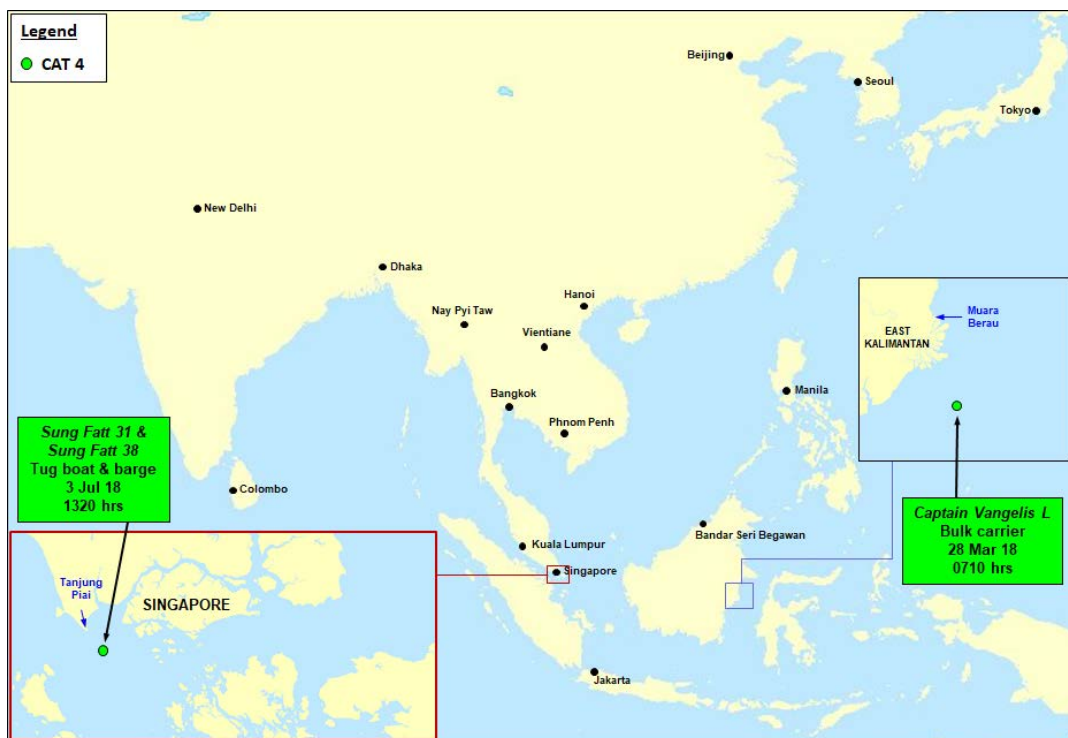 Legend
CAT 4
Beijing
Seoul
Tokyo
New Delhi
Dhaka
Hanoi
Nay Pyi Taw
Vientiane
Muara
Berau
EAST
KALIMANTAN
Manila
Bangkok
Phnom Penh
Sung Fatt 31 &
Sung Fatt 38
Tug boat & barge
3 Jul 18
1320 hrs
Colombo
Captain Vangelis L
Bulk carrier
28 Mar 18
0710 hrs
Bandar Seri Begawan
Kuala Lumpur
Singapore
Tanjung
Piai
SINGAPORE
Jakarta